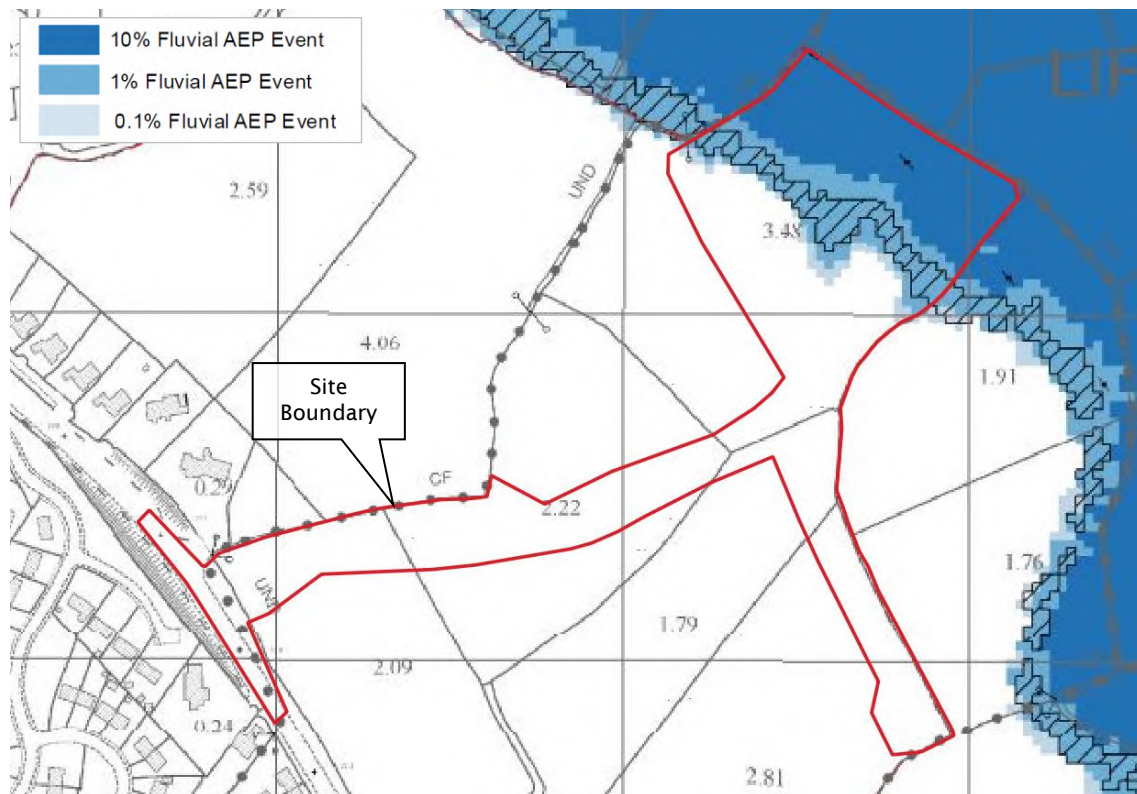 10% Fluvial AEP Event
1% Fluvial AEP Event
0.1% Fluvial AEP Event
LIF
2.59
UND
3.48
4.06
1.91
Site
Boundary
CF
0.29
2.22
1.76
1.79
2.09
0.24
2.81